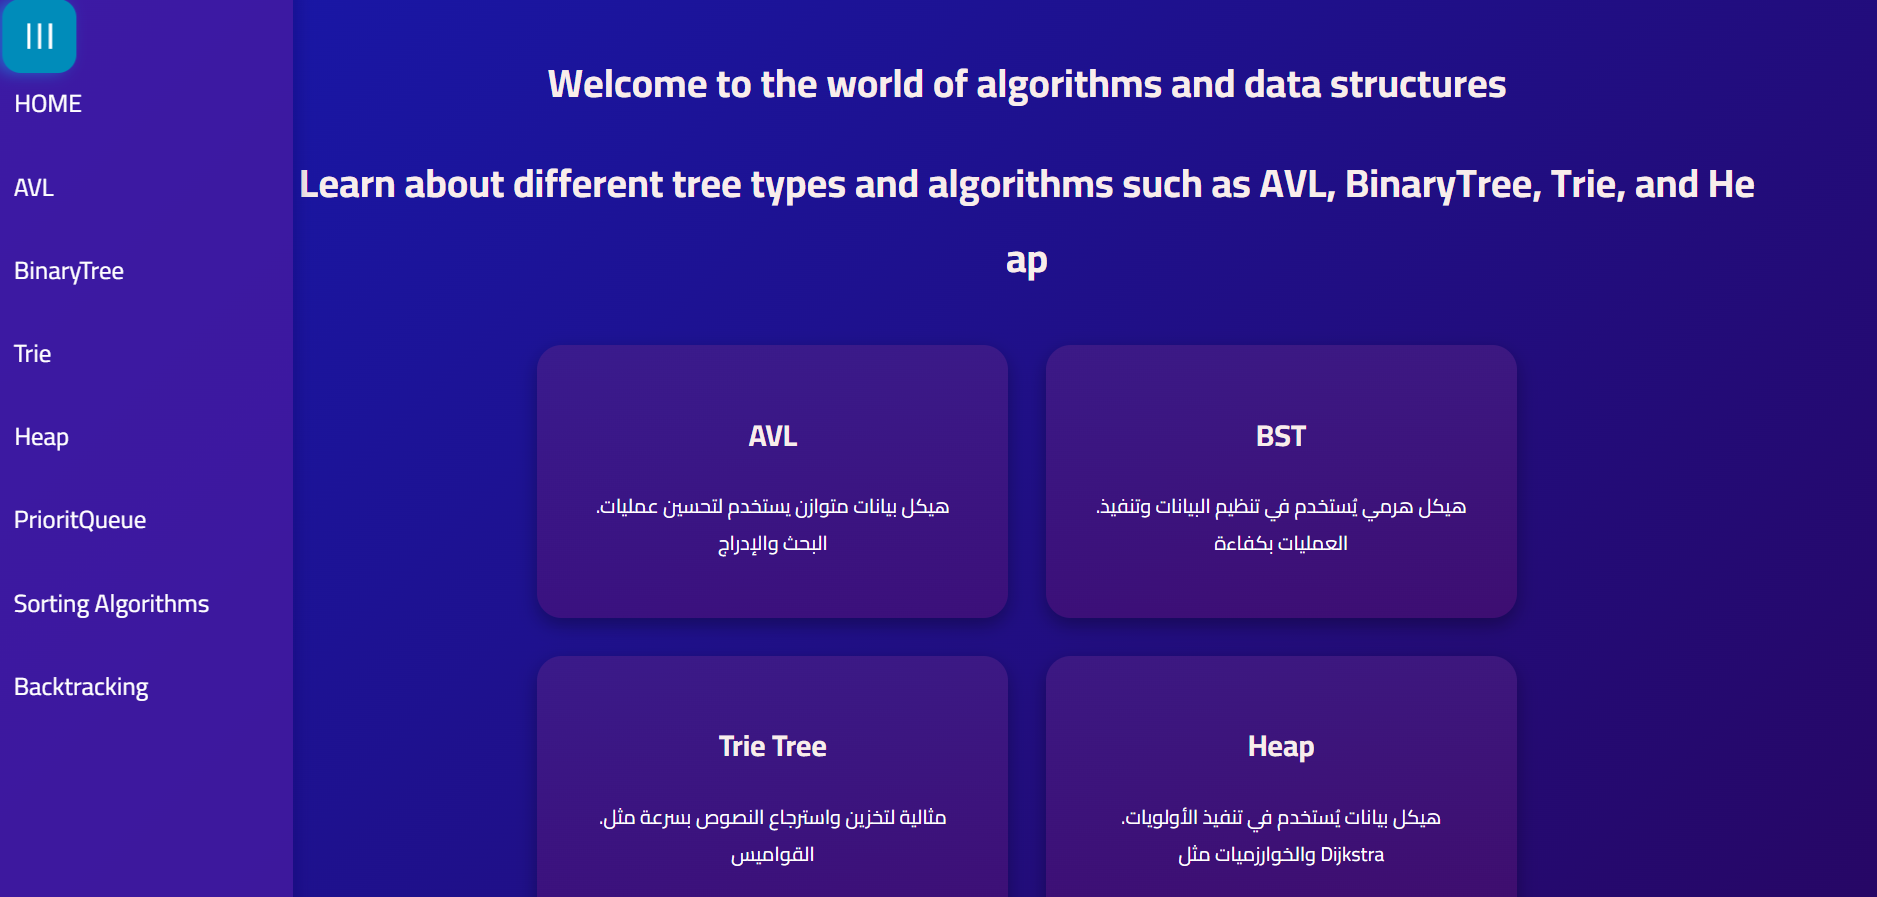 HOME
AVL
BinaryTree
Trie
Heap
PrioritQueue
Sorting Algorithms
Backtracking
Welcome to the world of algorithms and data structures
Learn about different tree types and algorithms such as AVL, BinaryTree, Trie, and He
ap
AVL
هيكل بيانات متوازن يستخدم لتحسين عمليات.
البحث والإدراج
BST
هيكل هرمي يُستخدم في تنظيم البيانات وتنفيذ.
العمليات بكفاءة
Trie Tree
مثالية لتخزين واسترجاع النصوص بسرعة مثل.
القواميس
Heap
هيكل بيانات يُستخدم في تنفيذ الأولويات.
والخوارزميات مثل Dijkstra